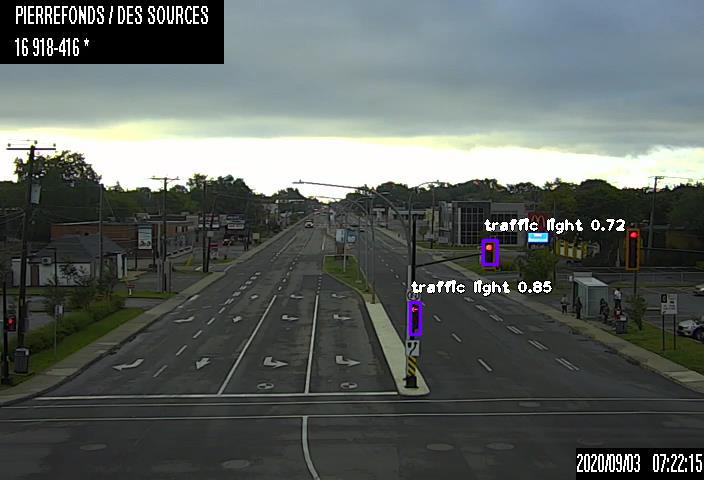 PIERREFONDS / DES SOURCES
16 918-416 *
traffic light 0.72
traffic light 0.85
2020/09/03 07:22:15